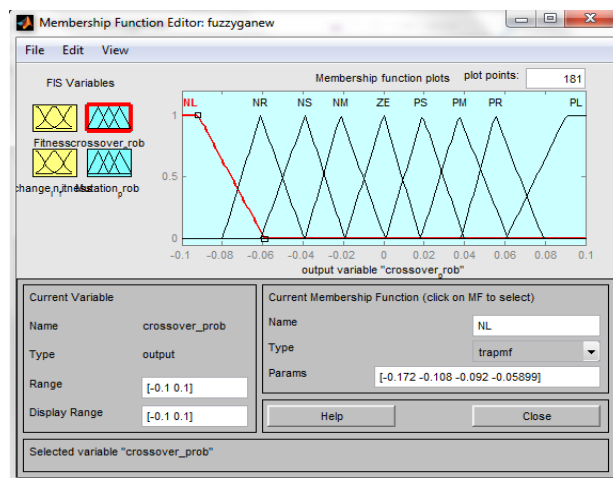 Membership Function Editor: fuzzyganew
File Edit View
FIS Variables
Membership function plots plot points: 181
NL NR NS NM ZE PS PM PR PL
1
0.5
0
-0.1 -0.08 -0.06 -0.04 -0.02 0 0.02 0.04 0.06 0.08 0.1
output variable "crossover_prob"
Fitness crossover_prob
change_in_fitness Mutation_prob
Current Variable
Name crossover_prob
Type output
Range [-0.1 0.1]
Display Range [-0.1 0.1]
Current Membership Function (click on MF to select)
Name NL
Type trapmf
Params [-0.172 -0.108 -0.092 -0.05899]
Help Close
Selected variable "crossover_prob"